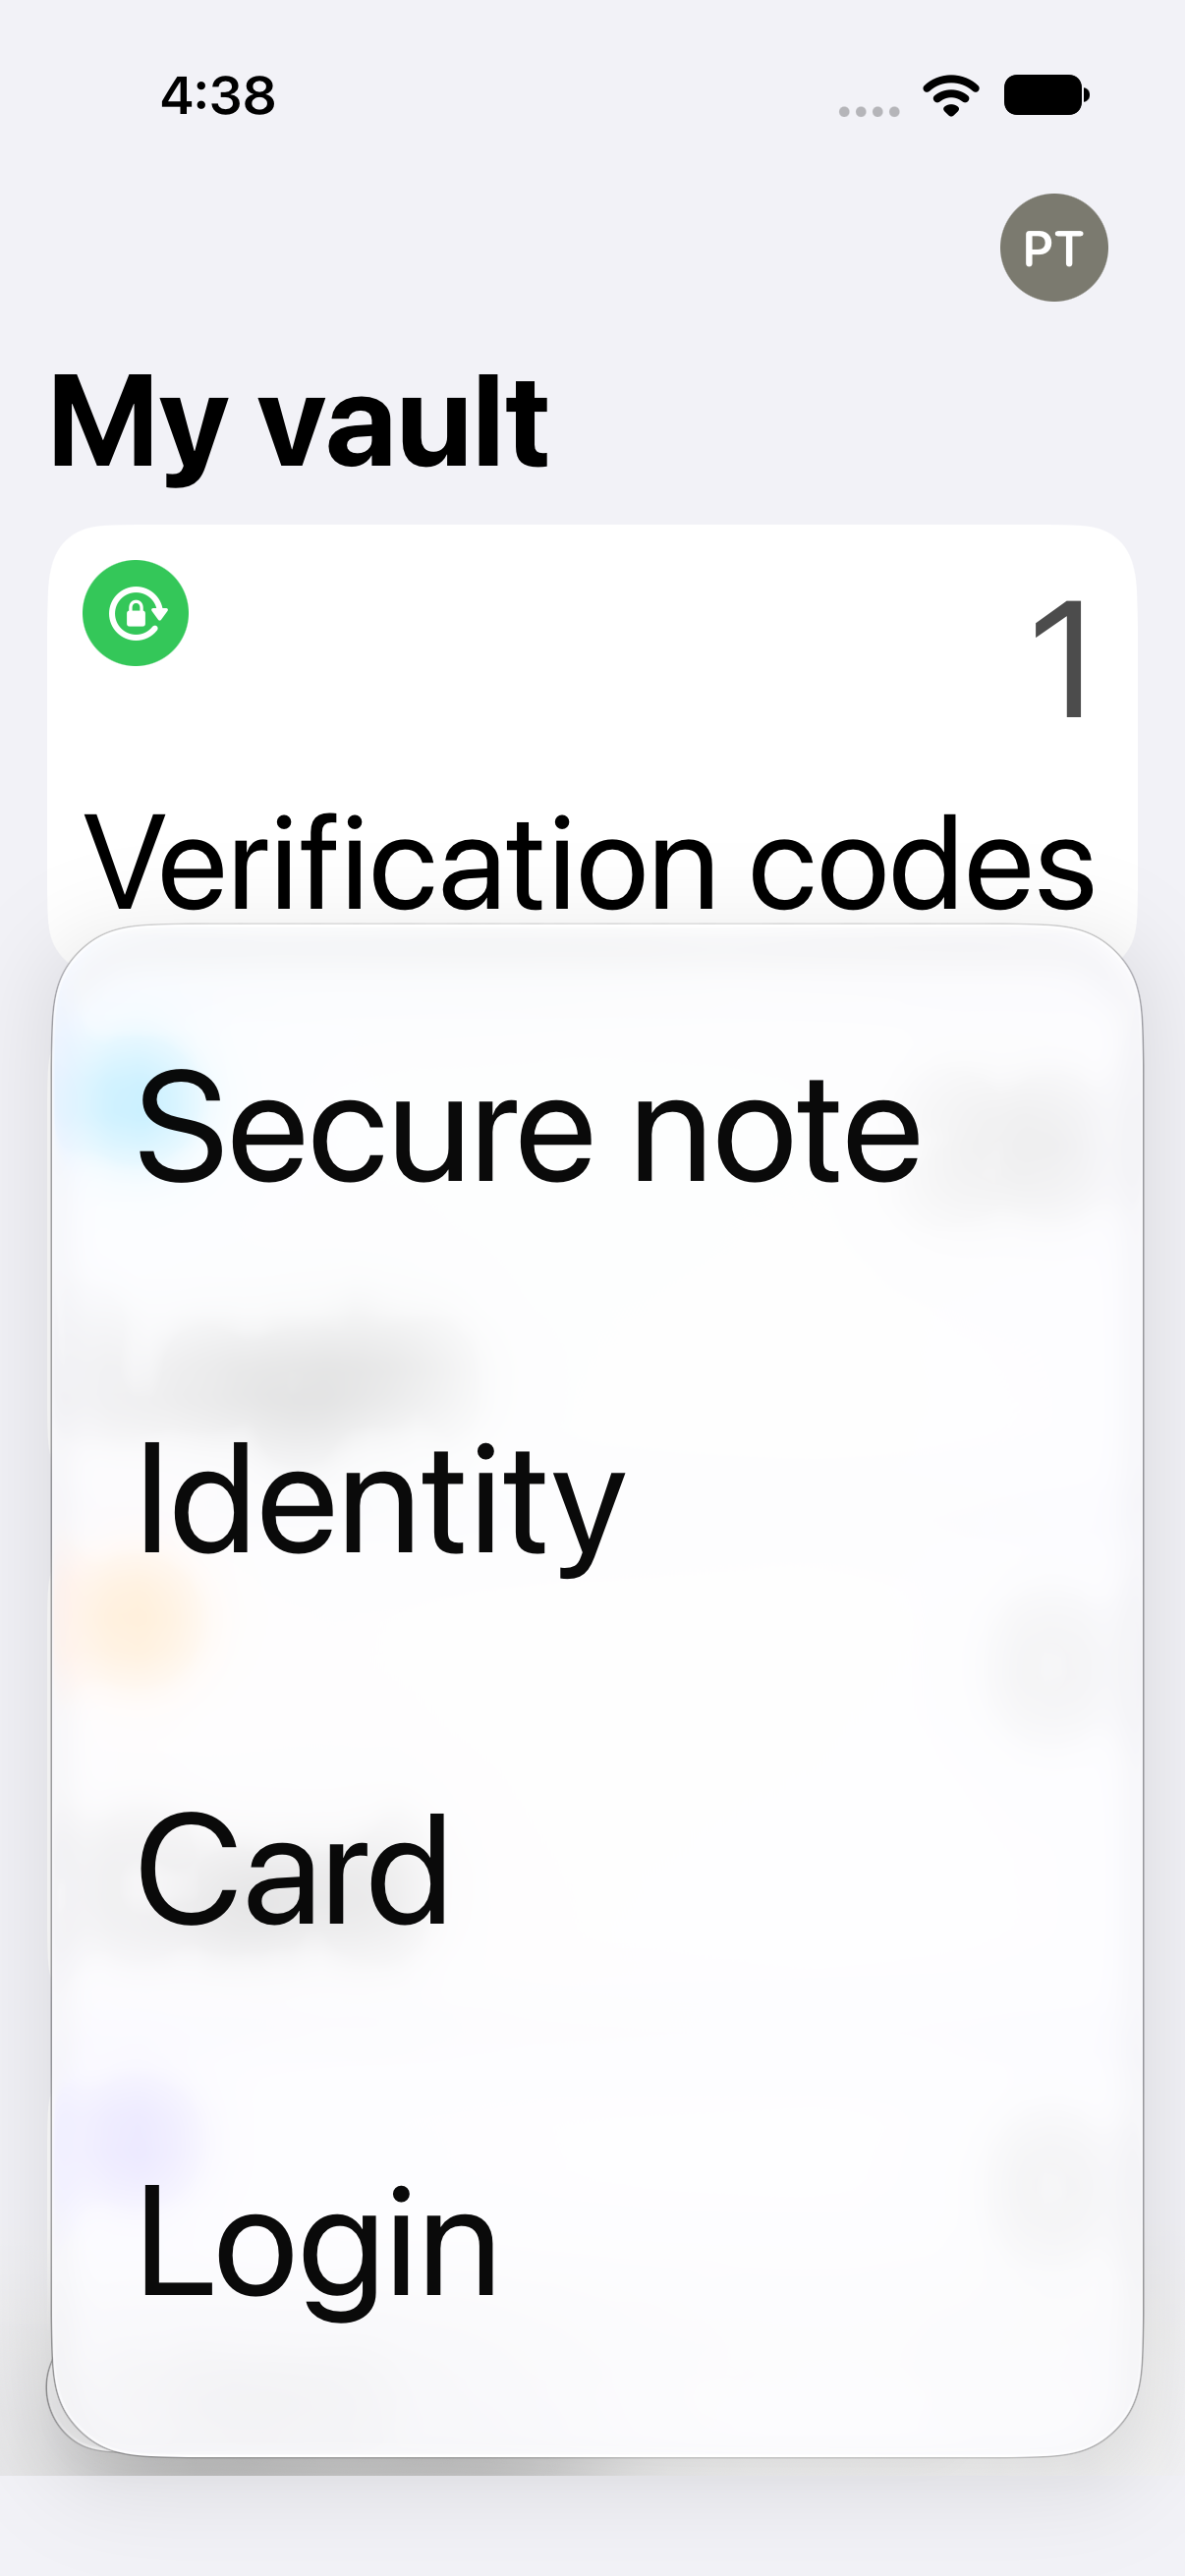 4:38
PT
My vault
1
Verification codes
Secure note
Identity
Card
Login